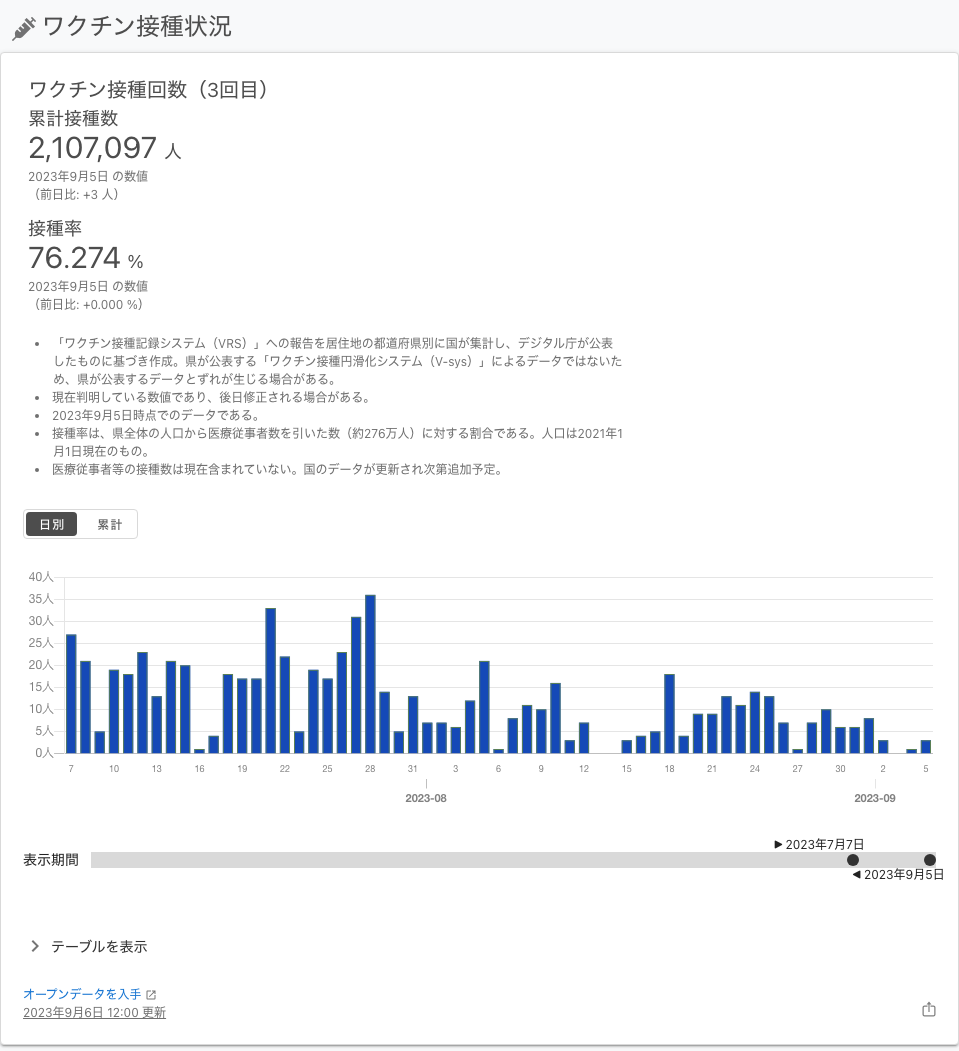 ワクチン接種状況
ワクチン接種回数（3回目）
累計接種数
2,107,097 人
2023年9月5日 の数値
（前日比: +3 人）
接種率
76.274 %
2023年9月5日 の数値
（前日比: +0.000 %）
• 「ワクチン接種記録システム（VRS）」への報告を居住地の都道府県別に国が集計し、デジタル庁が公表
したものに基づき作成。県が公表する「ワクチン接種円滑化システム（V-sys）」によるデータではないた
め、県が公表するデータとずれが生じる場合がある。
• 現在判明している数値であり、後日修正される場合がある。
• 2023年9月5日時点でのデータである。
• 接種率は、県全体の人口から医療従事者数を引いた数（約276万人）に対する割合である。人口は2021年1
月1日現在のもの。
• 医療従事者等の接種数は現在含まれていない。国のデータが更新され次第追加予定。
日別 累計
40人
35人
30人
25人
20人
15人
10人
5人
0人
7 10 13 16 19 22 25 28 31 3 6 9 12 15 18 21 24 27 30 2 5
2023-08 2023-09
▶ 2023年7月7日
表示期間
◀ 2023年9月5日
テーブルを表示
オープンデータを入手
2023年9月6日 12:00 更新